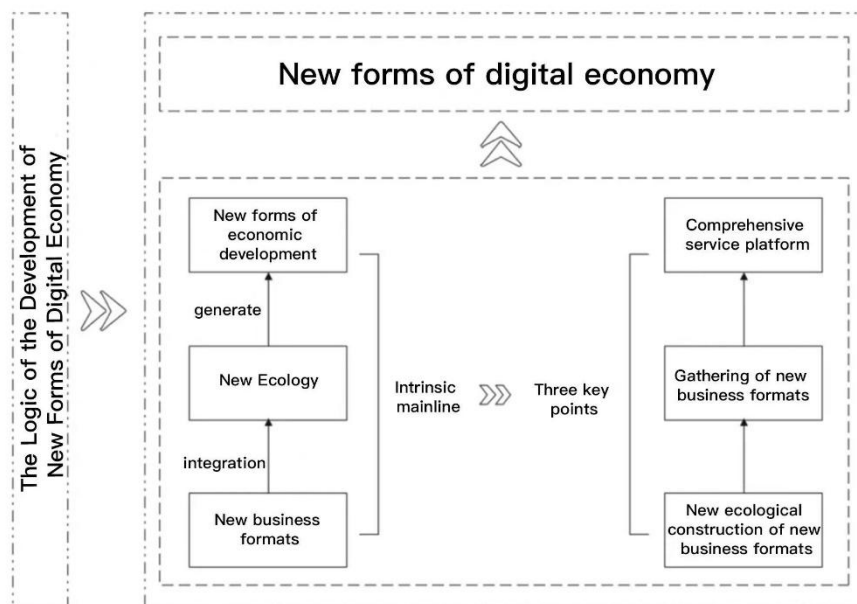 The Logic of the Development of
New Forms of Digital Economy
New forms of digital economy
New forms of
economic
development
generate
New Ecology
integration
New business
formats
Intrinsic
mainline
Three key
points
Comprehensive
service platform
Gathering of new
business formats
New ecological
construction of new
business formats